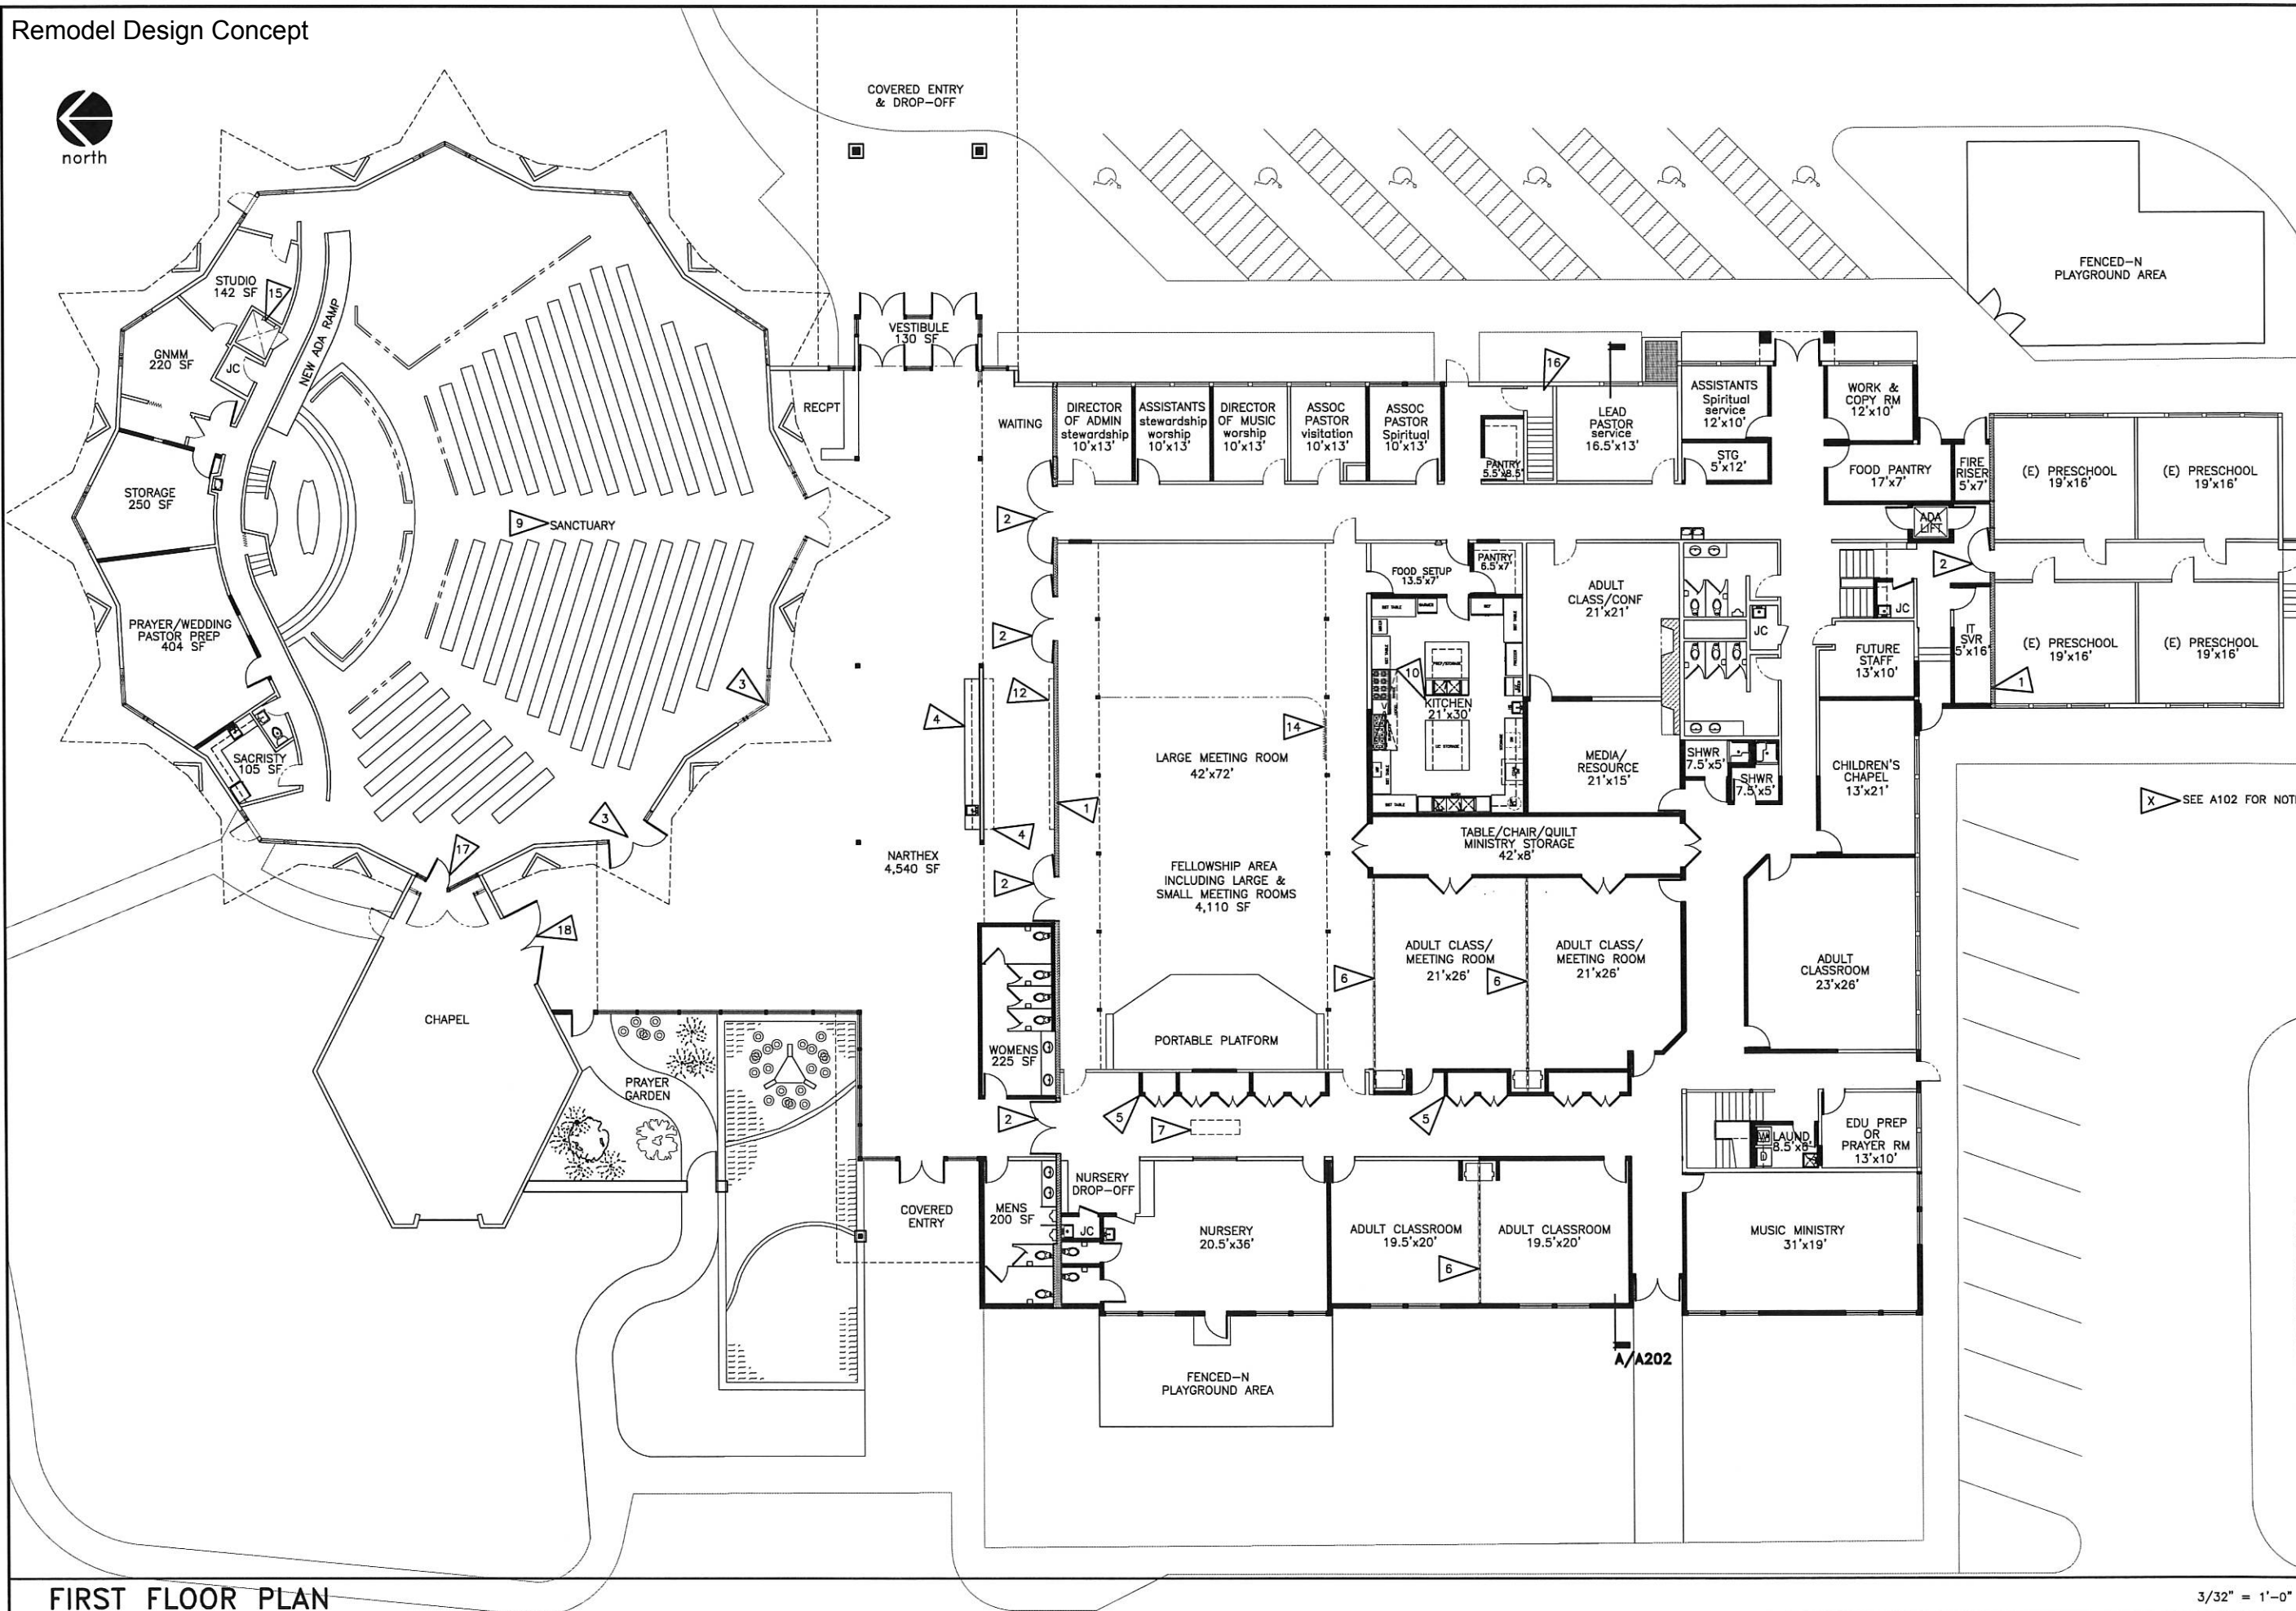 Remodel Design Concept
north
COVERED ENTRY
& DROP-OFF
FENCED-N
PLAYGROUND AREA
STUDIO
142 SF
15
NEW ADA RAMP
GNMM
220 SF
JC
VESTIBULE
130 SF
RECPT
WAITING
DIRECTOR
OF ADMIN
stewardship
10'x13'
ASSISTANTS
stewardship
worship
10'x13'
DIRECTOR
OF MUSIC
worship
10'x13'
ASSOC
PASTOR
visitation
10'x13'
ASSOC
PASTOR
Spiritual
10'x13'
PANTRY
5.5'x8.5'
16
LEAD
PASTOR
service
16.5'x13'
ASSISTANTS
Spiritual
service
12'x10'
STG
5'x12'
WORK &
COPY RM
12'x10'
FOOD PANTRY
17'x7'
FIRE
RISER
5'x7'
(E) PRESCHOOL
19'x16'
(E) PRESCHOOL
19'x16'
ADA
LIFT
STORAGE
250 SF
9
SANCTUARY
2
2
FOOD SETUP
13.5'x7'
PANTRY
6.5'x7'
ADULT
CLASS/CONF
21'x21'
JC
JC
2
IT
SVR
5'x16'
FUTURE
STAFF
13'x10'
(E) PRESCHOOL
19'x16'
(E) PRESCHOOL
19'x16'
1
PRAYER/WEDDING
PASTOR PREP
404 SF
3
12
4
4
1
14
10
KITCHEN
21'x30'
LARGE MEETING ROOM
42'x72'
MEDIA/
RESOURCE
21'x15'
SHWR
7.5'x5'
SHWR
7.5'x5'
CHILDREN'S
CHAPEL
13'x21'
X
SEE A102 FOR NOT
SACRISTY
105 SF
3
17
NARTHEX
4,540 SF
2
FELLOWSHIP AREA
INCLUDING LARGE &
SMALL MEETING ROOMS
4,110 SF
TABLE/CHAIR/QUILT
MINISTRY STORAGE
42'x8'
18
6
ADULT CLASS/
MEETING ROOM
21'x26'
6
ADULT CLASS/
MEETING ROOM
21'x26'
ADULT
CLASSROOM
23'x26'
CHAPEL
PORTABLE PLATFORM
WOMENS
225 SF
PRAYER
GARDEN
2
5
7
5
LAUND
8.5'x6'
EDU PREP
OR
PRAYER RM
13'x10'
NURSERY
DROP-OFF
COVERED
ENTRY
MENS
200 SF
JC
NURSERY
20.5'x36'
ADULT CLASSROOM
19.5'x20'
6
ADULT CLASSROOM
19.5'x20'
MUSIC MINISTRY
31'x19'
A/A202
FENCED-N
PLAYGROUND AREA
FIRST FLOOR PLAN
3/32" = 1'-0"